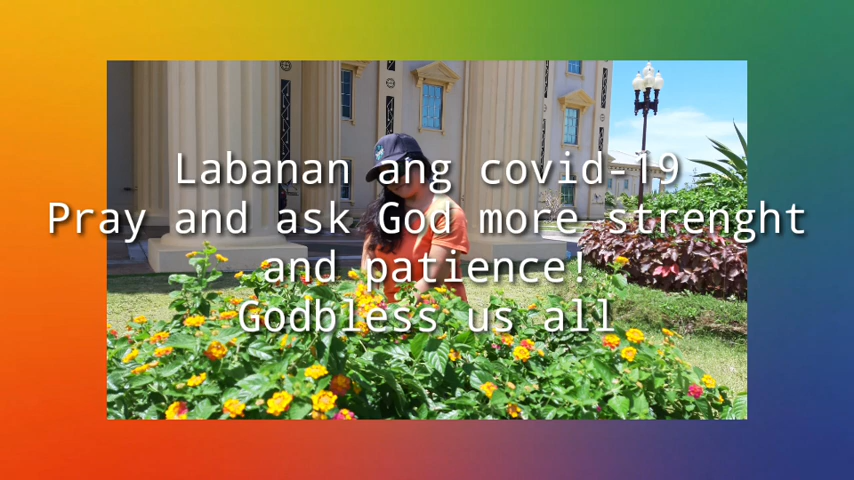 Labanan ang covid 19
Pray and ask God more strenght
and patience!
Godbless us all